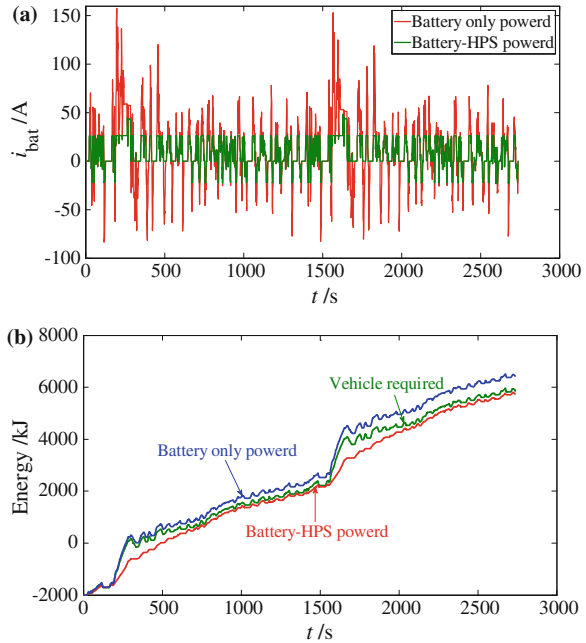 (a)
150
100
50
0
-50
-100
i_bat /A
Battery only powerd
Battery-HPS powerd
0 500 1000 1500 2000 2500 3000
t /s
(b)
8000
6000
4000
2000
0
-2000
Energy /kJ
Vehicle required
Battery only powerd
Battery-HPS powerd
0 500 1000 1500 2000 2500 3000
t /s